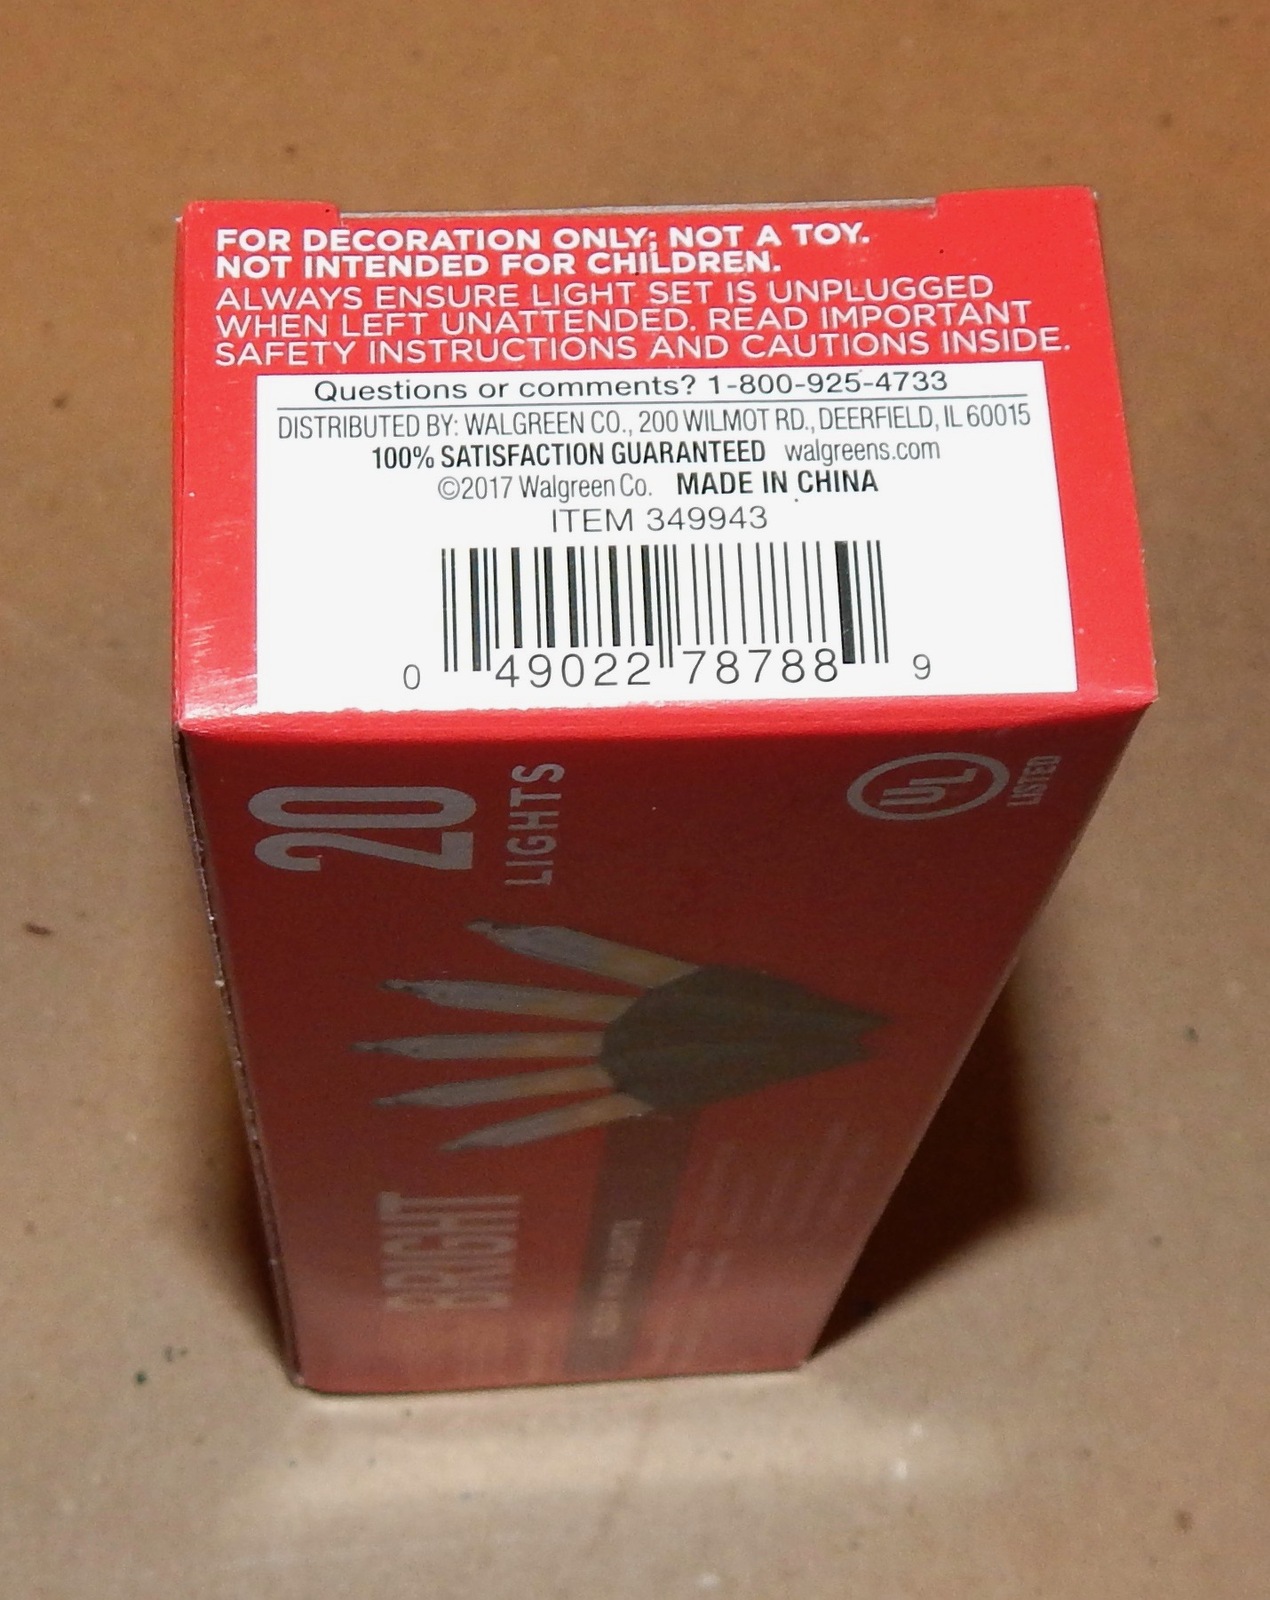 FOR DECORATION ONLY; NOT A TOY.
NOT INTENDED FOR CHILDREN.
ALWAYS ENSURE LIGHT SET IS UNPLUGGED
WHEN LEFT UNATTENDED. READ IMPORTANT
SAFETY INSTRUCTIONS AND CAUTIONS INSIDE.
Questions or comments? 1-800-925-4733
DISTRIBUTED BY: WALGREEN CO., 200 WILMOT RD., DEERFIELD, IL 60015
100% SATISFACTION GUARANTEED walgreens.com
©2017 Walgreen Co. MADE IN CHINA
ITEM 349943
0 49022 78788 9
20
LIGHTS
UL
LISTED
BRIGHT